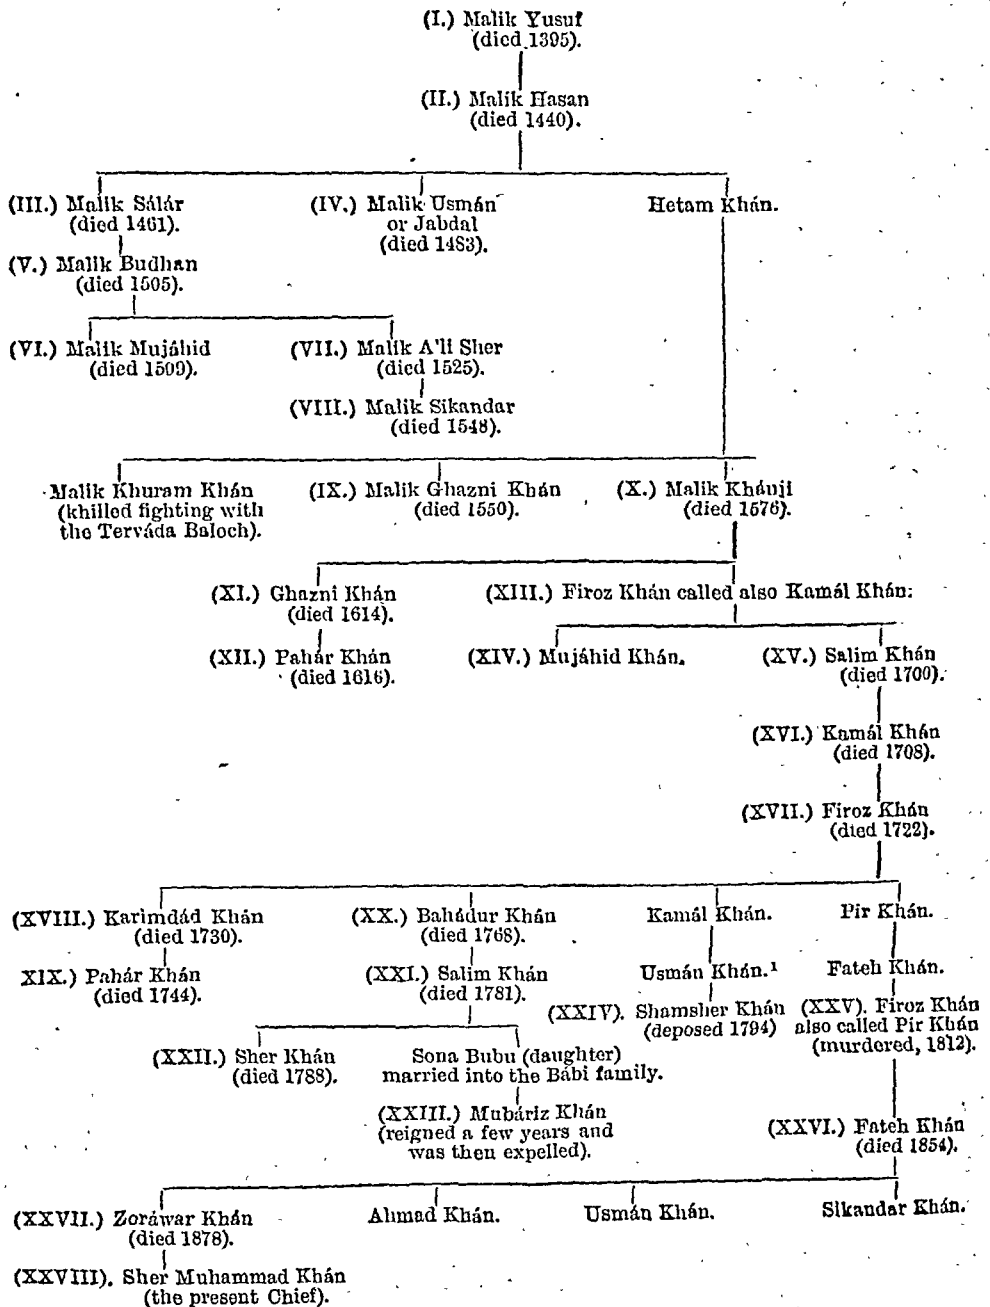 (I.) Malik Yusuf
(died 1395).
(II.) Malik Hasan
(died 1440).
(III.) Malik Sálár
(died 1461).
(IV.) Malik Usmán
or Jabdal
(died 1483).
Hetam Khán.
(V.) Malik Budhan
(died 1505).
(VI.) Malik Mujáhid
(died 1509).
(VII.) Malik A'li Sher
(died 1525).
(VIII.) Malik Sikandar
(died 1548).
Malik Khuram Khán
(khilled fighting with
the Terváda Baloch).
(IX.) Malik Ghazni Khán
(died 1550).
(X.) Malik Khánji
(died 1576).
(XI.) Ghazni Khán
(died 1614).
(XIII.) Firoz Khán called also Kamál Khán.
(XII.) Pahár Khán
(died 1616).
(XIV.) Mujáhid Khán.
(XV.) Salim Khán
(died 1700).
(XVI.) Kamál Khán
(died 1708).
(XVII.) Firoz Khán
(died 1722).
(XVIII.) Karimdád Khán
(died 1730).
(XX.) Bahádur Khán
(died 1768).
Kamál Khán.
Pir Khán.
XIX.) Pahár Khán
(died 1744).
(XXI.) Salim Khán
(died 1781).
Usmán Khán.¹
Fateh Khán.
(XXIV). Shamsher Khán
(deposed 1794)
(XXV). Firoz Khán
also called Pir Khán
(murdered, 1812).
(XXII.) Sher Khán
(died 1788).
Sona Bubu (daughter)
married into the Bábi family.
(XXIII.) Mubáriz Khán
(reigned a few years and
was then expelled).
(XXVI.) Fateh Khán
(died 1854).
(XXVII.) Zoráwar Khán
(died 1878).
Ahmad Khán.
Usmán Khán.
Sikandar Khán.
(XXVIII). Sher Muhammad Khán
(the present Chief).